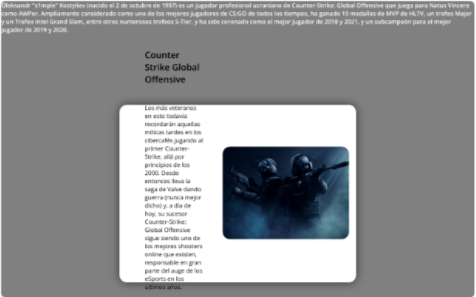 Oleksandr "s1mple" Kostyliev (nacido el 2 de octubre de 1997) es un jugador profesional ucraniano de Counter-Strike: Global Offensive que juega para Natus Vincere
como AWPer. Ampliamente considerado como uno de los mejores jugadores de CS:GO de todos los tiempos, ha ganado 19 medallas de MVP de HLTV, un trofeo Major
y un Trofeo Intel Grand Slam, entre otros numerosos trofeos S-Tier, y ha sido coronado como el mejor jugador de 2018 y 2021, y un subcampeón para el mejor
jugador de 2019 y 2020.
Counter
Strike Global
Offensive
Los más veteranos
en esto todavía
recordarán aquellas
míticas tardes en los
cibercafés jugando al
primer Counter-
Strike, allá por
principios de los
2000. Desde
entonces lleva la
saga de Valve dando
guerra (nunca mejor
dicho) y, a día de
hoy, su sucesor
Counter-Strike:
Global Offensive
sigue siendo uno de
los mejores shooters
online que existen,
responsable en gran
parte del auge de los
eSports en los
últimos años.